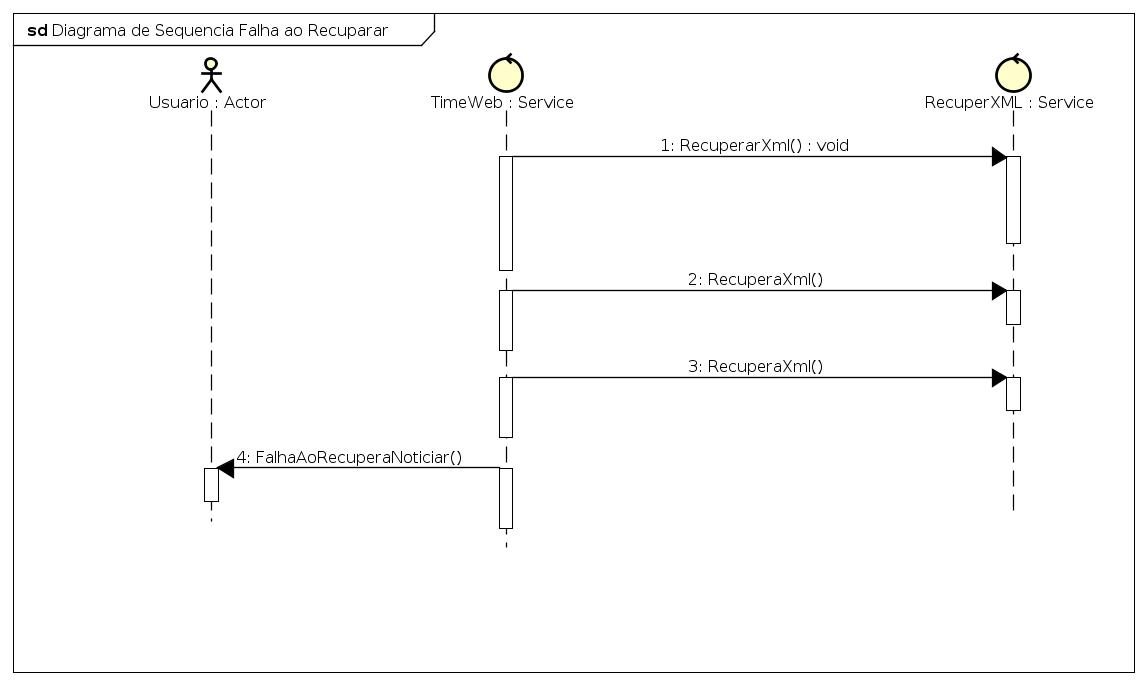 sd Diagrama de Sequencia Falha ao Recuparar
Usuario : Actor
TimeWeb : Service
RecuperXML : Service
1: RecuperarXml() : void
2: RecuperaXml()
3: RecuperaXml()
4: FalhaAoRecuperaNoticiar()